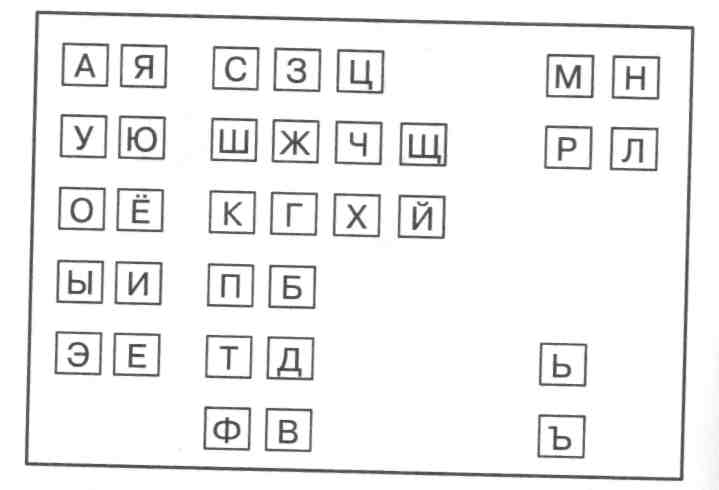 А Я С З Ц М Н
У Ю Ш Ж Ч Щ Р Л
О Ё К Г Х Й
Ы И П Б
Э Е Т Д Ь
Ф В Ъ